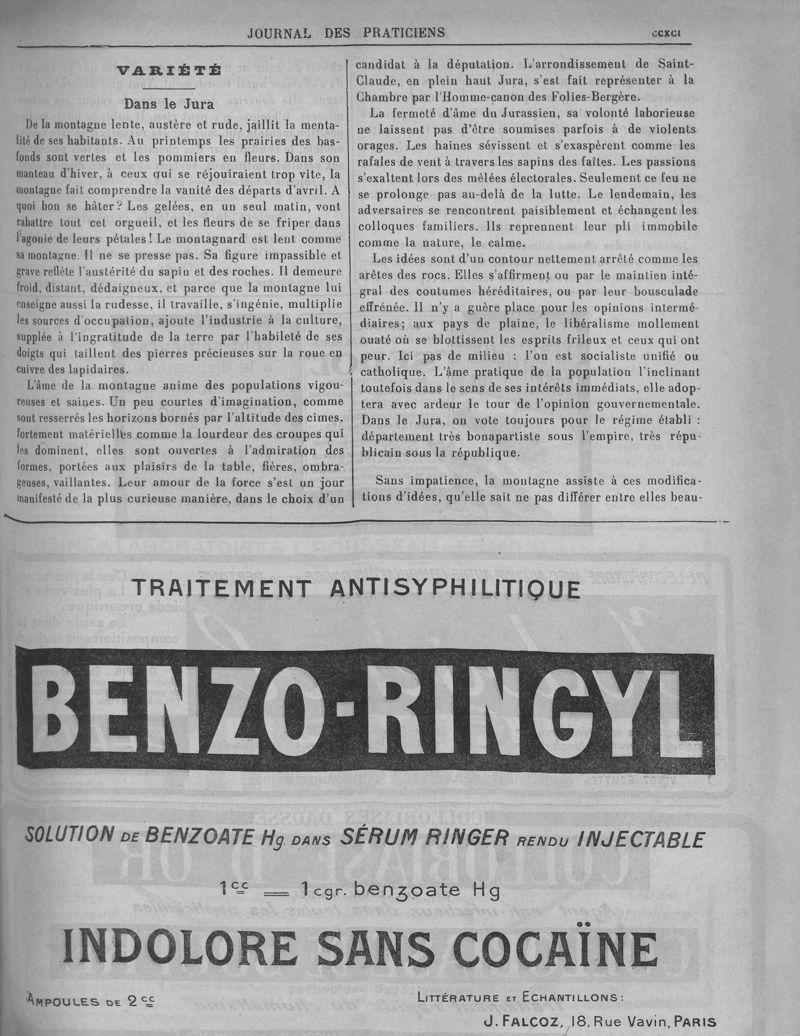 JOURNAL DES PRATICIENS
CCXCI
VARIÉTÉ
Dans le Jura
De la montagne lente, austère et rude, jaillit la menta-
lité de ses habitants. Au printemps les prairies des bas-
fonds sont vertes et les pommiers en fleurs. Dans son
manteau d'hiver, à ceux qui se réjouiraient trop vite, la
montagne fait comprendre la vanité des départs d'avril. A
quoi bon se hâter? Les gelées, en un seul matin, vont
rabattre tout cet orgueil, et les fleurs de se friper dans
l'agonie de leurs pétales! Le montagnard est lent comme
sa montagne. Il ne se presse pas. Sa figure impassible et
grave reflète l'austérité du sapin et des roches. Il demeure
froid, distant, dédaigneux, et parce que la montagne lui
enseigne aussi la rudesse, il travaille, s'ingénie, multiplie
les sources d'occupation, ajoute l'industrie à la culture,
supplée à l'ingratitude de la terre par l'habileté de ses
doigts qui taillent des pierres précieuses sur la roue en
cuivre des lapidaires.
L'âme de la montagne anime des populations vigou-
reuses et saines. Un peu courtes d'imagination, comme
sont resserrés les horizons bornés par l'altitude des cimes,
fortement matérielles comme la lourdeur des croupes qui
les dominent, elles sont ouvertes à l'admiration des
formes, portées aux plaisirs de la table, fières, ombra-
geuses, vaillantes. Leur amour de la force s'est un jour
manifesté de la plus curieuse manière, dans le choix d'un
candidat à la députation. L'arrondissement de Saint-
Claude, en plein haut Jura, s'est fait représenter à la
Chambre par l'Homme-canon des Folies-Bergère.
La fermeté d'âme du Jurassien, sa volonté laborieuse
ne laissent pas d'être soumises parfois à de violents
orages. Les haines sévissent et s'exaspèrent comme les
rafales de vent à travers les sapins des faîtes. Les passions
s'exaltent lors des mêlées électorales. Seulement ce feu ne
se prolonge pas au-delà de la lutte. Le lendemain, les
adversaires se rencontrent paisiblement et échangent les
colloques familiers. Ils reprennent leur pli immobile
comme la nature, le calme.
Les idées sont d'un contour nettement arrêté comme les
arêtes des rocs. Elles s'affirment ou par le maintien inté-
gral des coutumes héréditaires, ou par leur bousculade
effrénée. Il n'y a guère place pour les opinions intermé-
diaires; aux pays de plaine, le libéralisme mollement
ouaté où se blottissent les esprits frileux et ceux qui ont
peur. Ici pas de milieu : l'on est socialiste unifié ou
catholique. L'âme pratique de la population l'inclinant
toutefois dans le sens de ses intérêts immédiats, elle adop-
tera avec ardeur le tour de l'opinion gouvernementale.
Dans le Jura, on vote toujours pour le régime établi :
département très bonapartiste sous l'empire, très répu-
blicain sous la république.
Sans impatience, la montagne assiste à ces modifica-
tions d'idées, qu'elle sait ne pas différer entre elles beau-
TRAITEMENT ANTISYPHILITIQUE
BENZO-RINGYL
SOLUTION DE BENZOATE Hg. DANS SÉRUM RINGER RENDU INJECTABLE
1cc = 1cgr. benzoate Hg
INDOLORE SANS COCAÏNE
AMPOULES DE 2 cc
LITTÉRATURE ET ECHANTILLONS:
J. FALCOZ, 18, Rue Vavin, PARIS